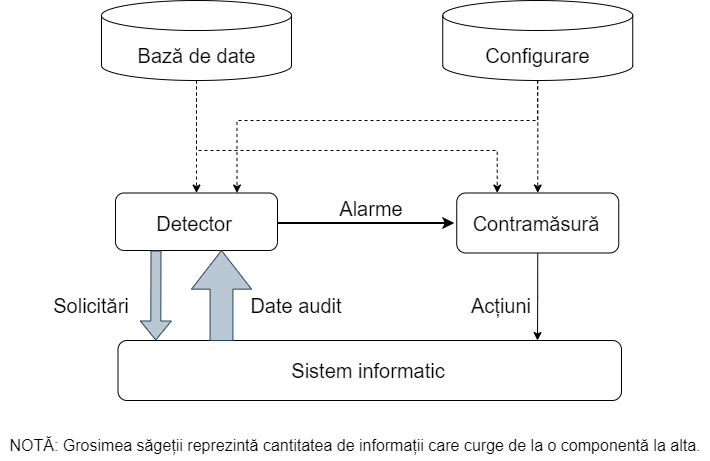 Bază de date
Configurare
Alarme
Detector
Contramăsură
Solicitări
Date audit
Acțiuni
Sistem informatic
NOTĂ: Grosimea săgeții reprezintă cantitatea de informații care curge de la o componentă la alta.